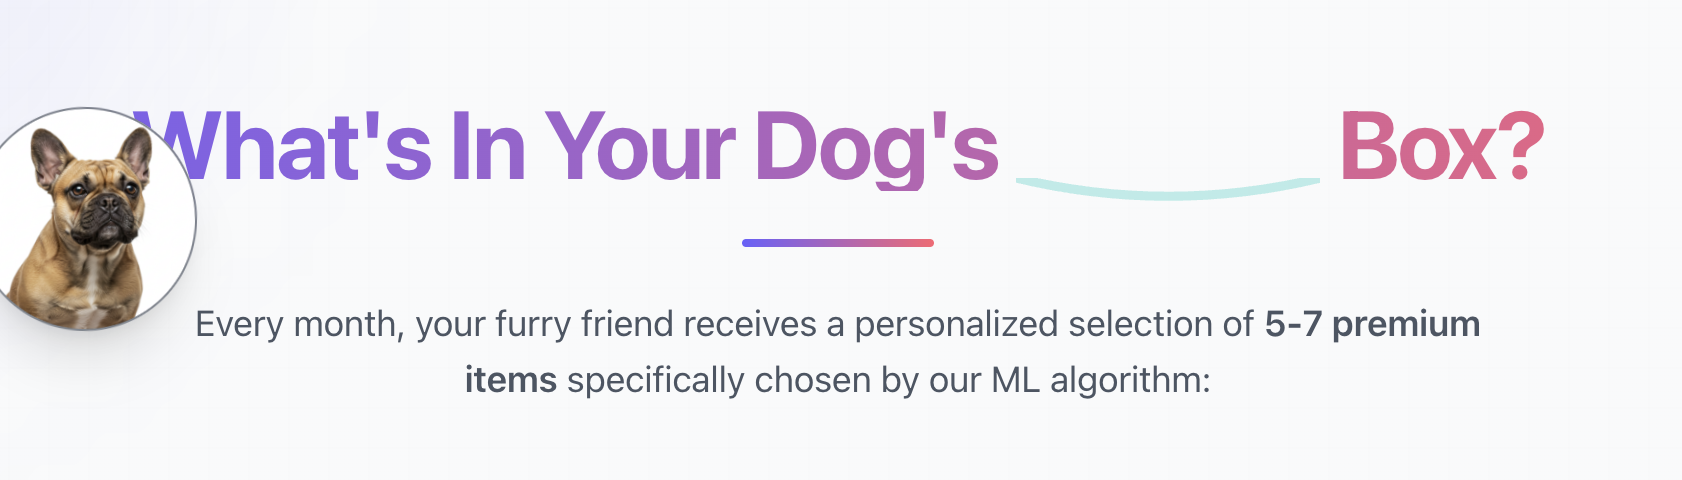 What's In Your Dog's Box?
Every month, your furry friend receives a personalized selection of 5-7 premium
items specifically chosen by our ML algorithm: